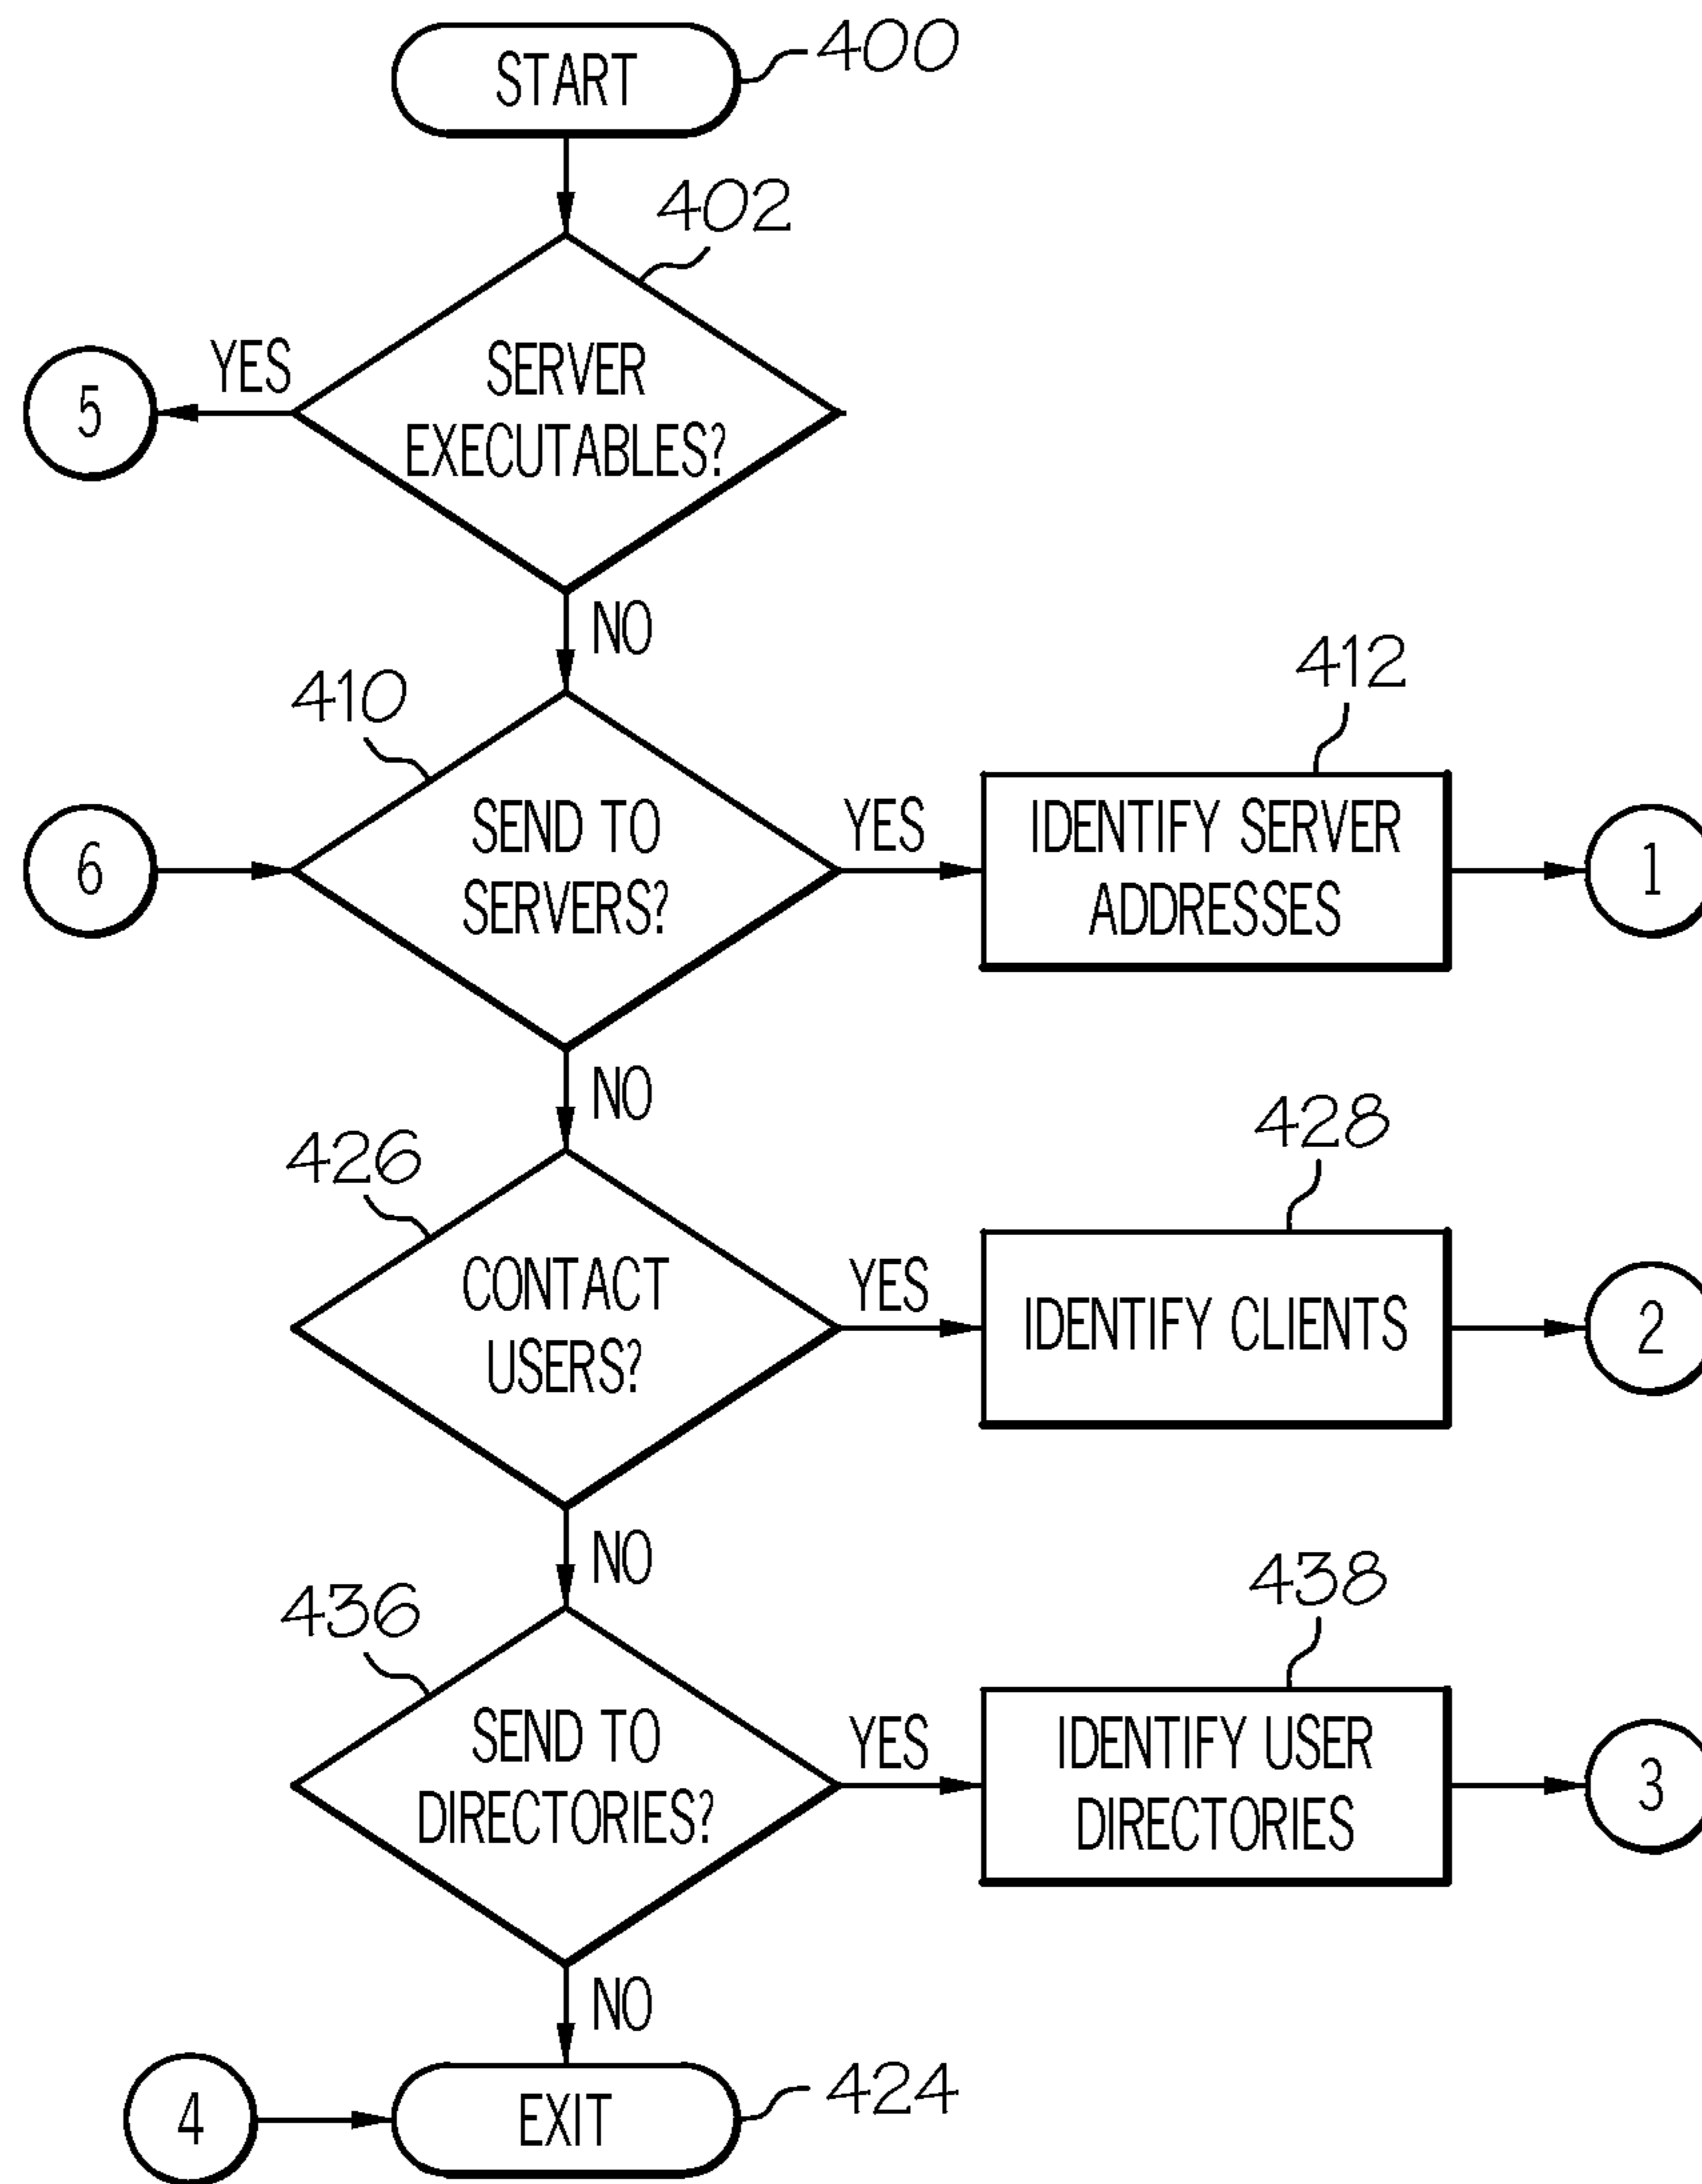 START
400
402
SERVER
EXECUTABLES?
YES
5
NO
410
SEND TO
SERVERS?
6
YES
412
IDENTIFY SERVER
ADDRESSES
1
NO
426
CONTACT
USERS?
YES
428
IDENTIFY CLIENTS
2
NO
436
SEND TO
DIRECTORIES?
YES
438
IDENTIFY USER
DIRECTORIES
3
NO
4
EXIT
424